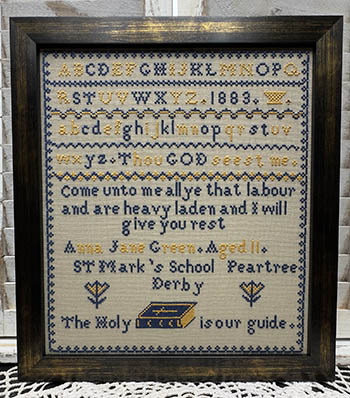 ABCDEFGHIJKLMNOPQ
RSTUVWXYZ. 1883.
abcdefghijklmnopqrstuv
wxyz. Thou GOD seest me.
Come unto me all ye that labour
and are heavy laden and I will
give you rest
Anna Jane Green. Aged 11.
ST Mark's School Peartree
Derby
The Holy is our guide.